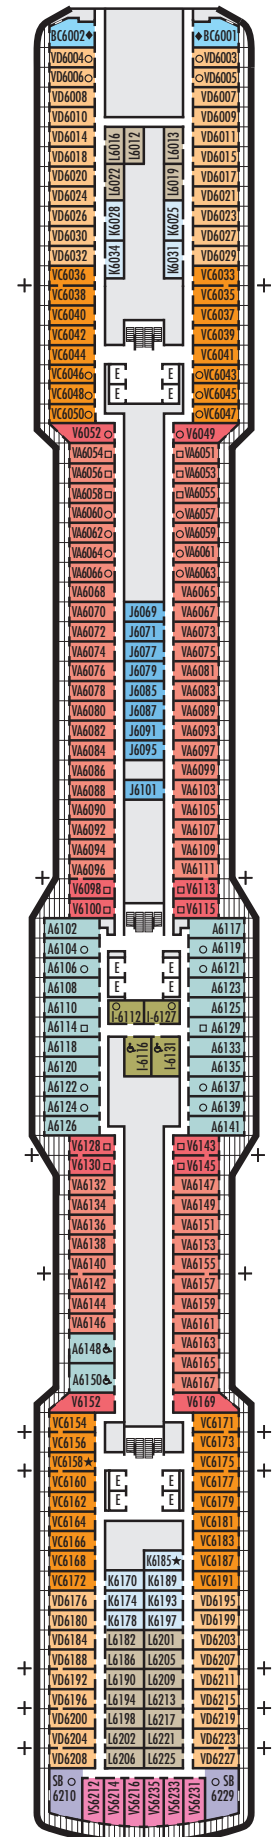 BC6002♦ ♦BC6001
VD6004○ ○VD6003
VD6006○ ○VD6005
VD6008 VD6007
VD6010 VD6009
VD6014 L6016 L6012 L6013 VD6011
VD6018 VD6015
VD6020 L6022 L6019 VD6017
VD6024 VD6021
VD6026 K6028 K6025 VD6023
VD6030 VD6027
VD6032 K6034 K6031 VD6029
VC6036 VC6033
VC6038 VC6035
VC6040 VC6037
VC6042 VC6039
VC6044 VC6041
VC6046○ E E ○VC6043
VC6048○ E E ○VC6045
VC6050○ ○VC6047
V6052○ ○V6049
VA6054□ □VA6051
VA6056□ □VA6053
VA6058□ □VA6055
VA6060○ ○VA6057
VA6062○ ○VA6059
VA6064○ ○VA6061
VA6066○ ○VA6063
VA6068 VA6065
VA6070 J6069 VA6067
VA6072 J6071 VA6073
VA6074 J6077 VA6075
VA6076 J6079 VA6081
VA6078 J6085 VA6083
VA6080 J6087 VA6089
VA6082 J6091 VA6093
VA6084 J6095 VA6097
VA6086 VA6099
VA6088 J6101 VA6103
VA6090 VA6105
VA6092 VA6107
VA6094 VA6109
VA6096 VA6111
V6098□ □V6113
V6100□ □V6115
A6102 A6117
A6104○ ○A6119
A6106○ E E ○A6121
A6108 E E A6123
A6110 I-6112 I-6127 A6125
A6114□ □A6129
A6118 I-6116 I-6131 A6133
A6120 A6135
A6122○ ○A6137
A6124○ ○A6139
A6126 A6141
V6128□ □V6143
V6130□ □V6145
VA6132 VA6147
VA6134 VA6149
VA6136 VA6151
VA6138 VA6153
VA6140 VA6155
VA6142 VA6157
VA6144 VA6159
VA6146 VA6161
A6148 VA6163
VA6165
A6150 VA6167
V6152 V6169
VC6154 VC6171
VC6156 VC6173
VC6158★ VC6175
VC6160 E E VC6177
VC6162 E E VC6179
VC6164 VC6181
VC6166 VC6183
VC6168 K6185★ VC6187
VC6172 K6170 K6189 VC6191
VD6176 K6174 K6193 VD6195
VD6180 K6178 K6197 VD6199
VD6184 L6182 L6201 VD6203
VD6188 L6186 L6205 VD6207
VD6192 L6190 L6209 VD6211
VD6196 L6194 L6213 VD6215
VD6200 L6198 L6217 VD6219
VD6204 L6202 L6221 VD6223
VD6208 L6206 L6225 VD6227
SB○ ○SB
6210 VS6212 VS6214 VS6216 VS6235 VS6233 VS6231 6229